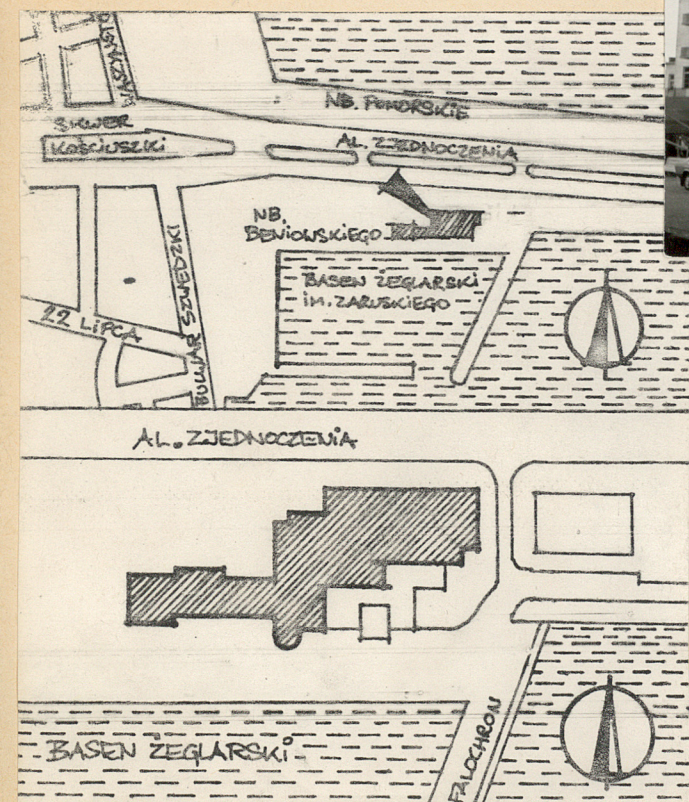 WASZYNGTO
NB. POMORSKIE
SKWER
KOŚCIUSZKI
AL. ZJEDNOCZENIA
NB.
BENIOWSKIEGO
BULWAR SZWEDZKI
BASEN ŻEGLARSKI
IM. ZARUSKIEGO
22 LIPCA
AL. ZJEDNOCZENIA
BASEN ŻEGLARSKI
FALOCHRON